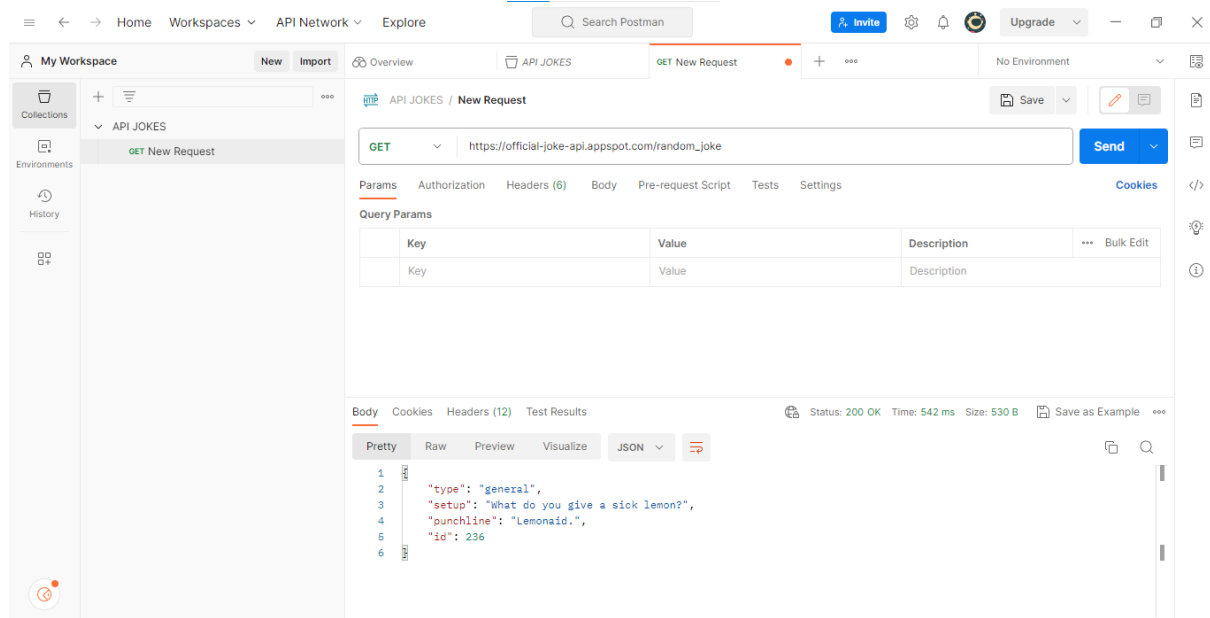 Home Workspaces API Network Explore Search Postman Invite Upgrade
My Workspace New Import Overview API JOKES GET New Request No Environment
Collections
API JOKES
GET New Request
Environments
History
HTTP API JOKES / New Request Save
GET https://official-joke-api.appspot.com/random_joke Send
Params Authorization Headers (6) Body Pre-request Script Tests Settings Cookies
Query Params
Key Value Description Bulk Edit
Key Value Description
Body Cookies Headers (12) Test Results Status: 200 OK Time: 542 ms Size: 530 B Save as Example
Pretty Raw Preview Visualize JSON
1 {
2 "type": "general",
3 "setup": "What do you give a sick lemon?",
4 "punchline": "Lemonaid.",
5 "id": 236
6 }